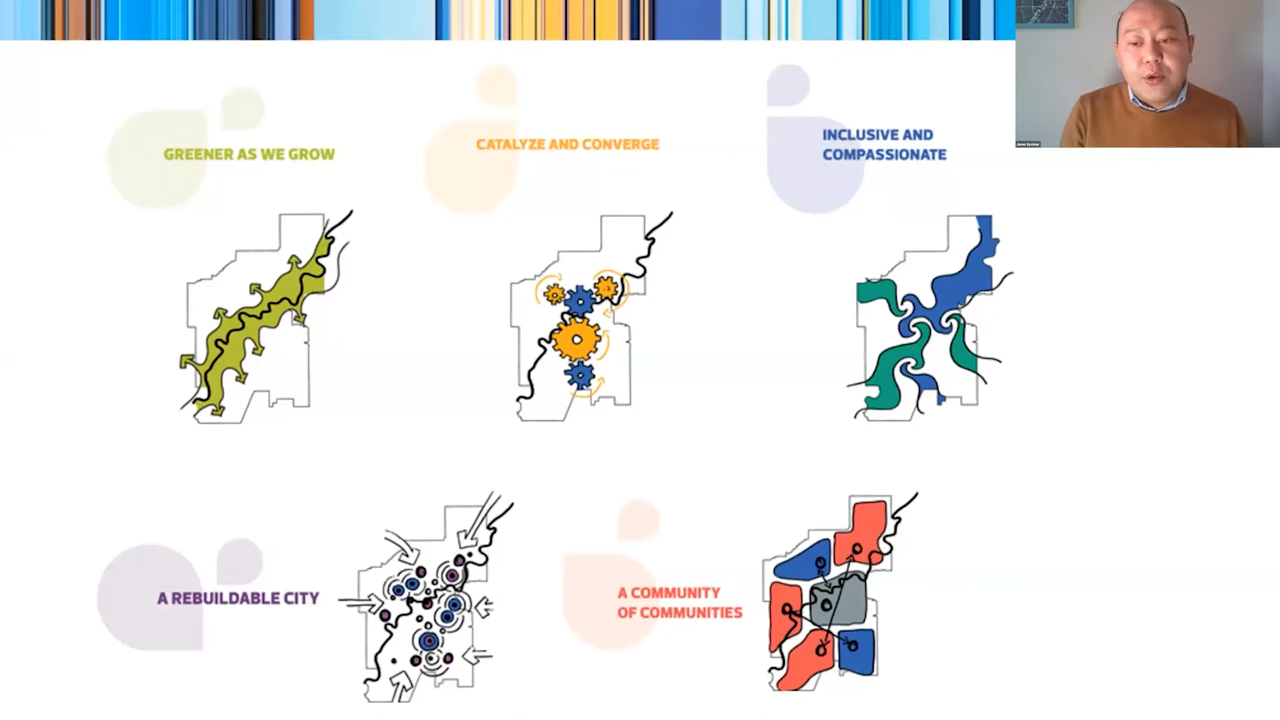 GREENER AS WE GROW
CATALYZE AND CONVERGE
INCLUSIVE AND
COMPASSIONATE
A REBUILDABLE CITY
A COMMUNITY
OF COMMUNITIES